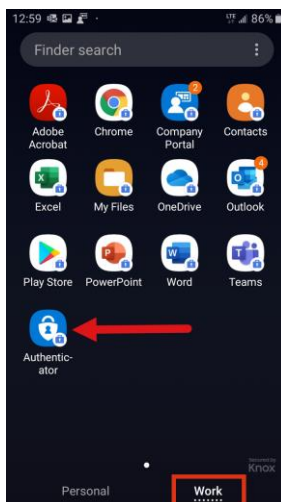 12:59
LTE 86%
Finder search
2
Adobe Acrobat Chrome Company Portal Contacts
4
Excel My Files OneDrive Outlook
Play Store PowerPoint Word Teams
Authentic-
ator
Secured by
Knox
Personal Work